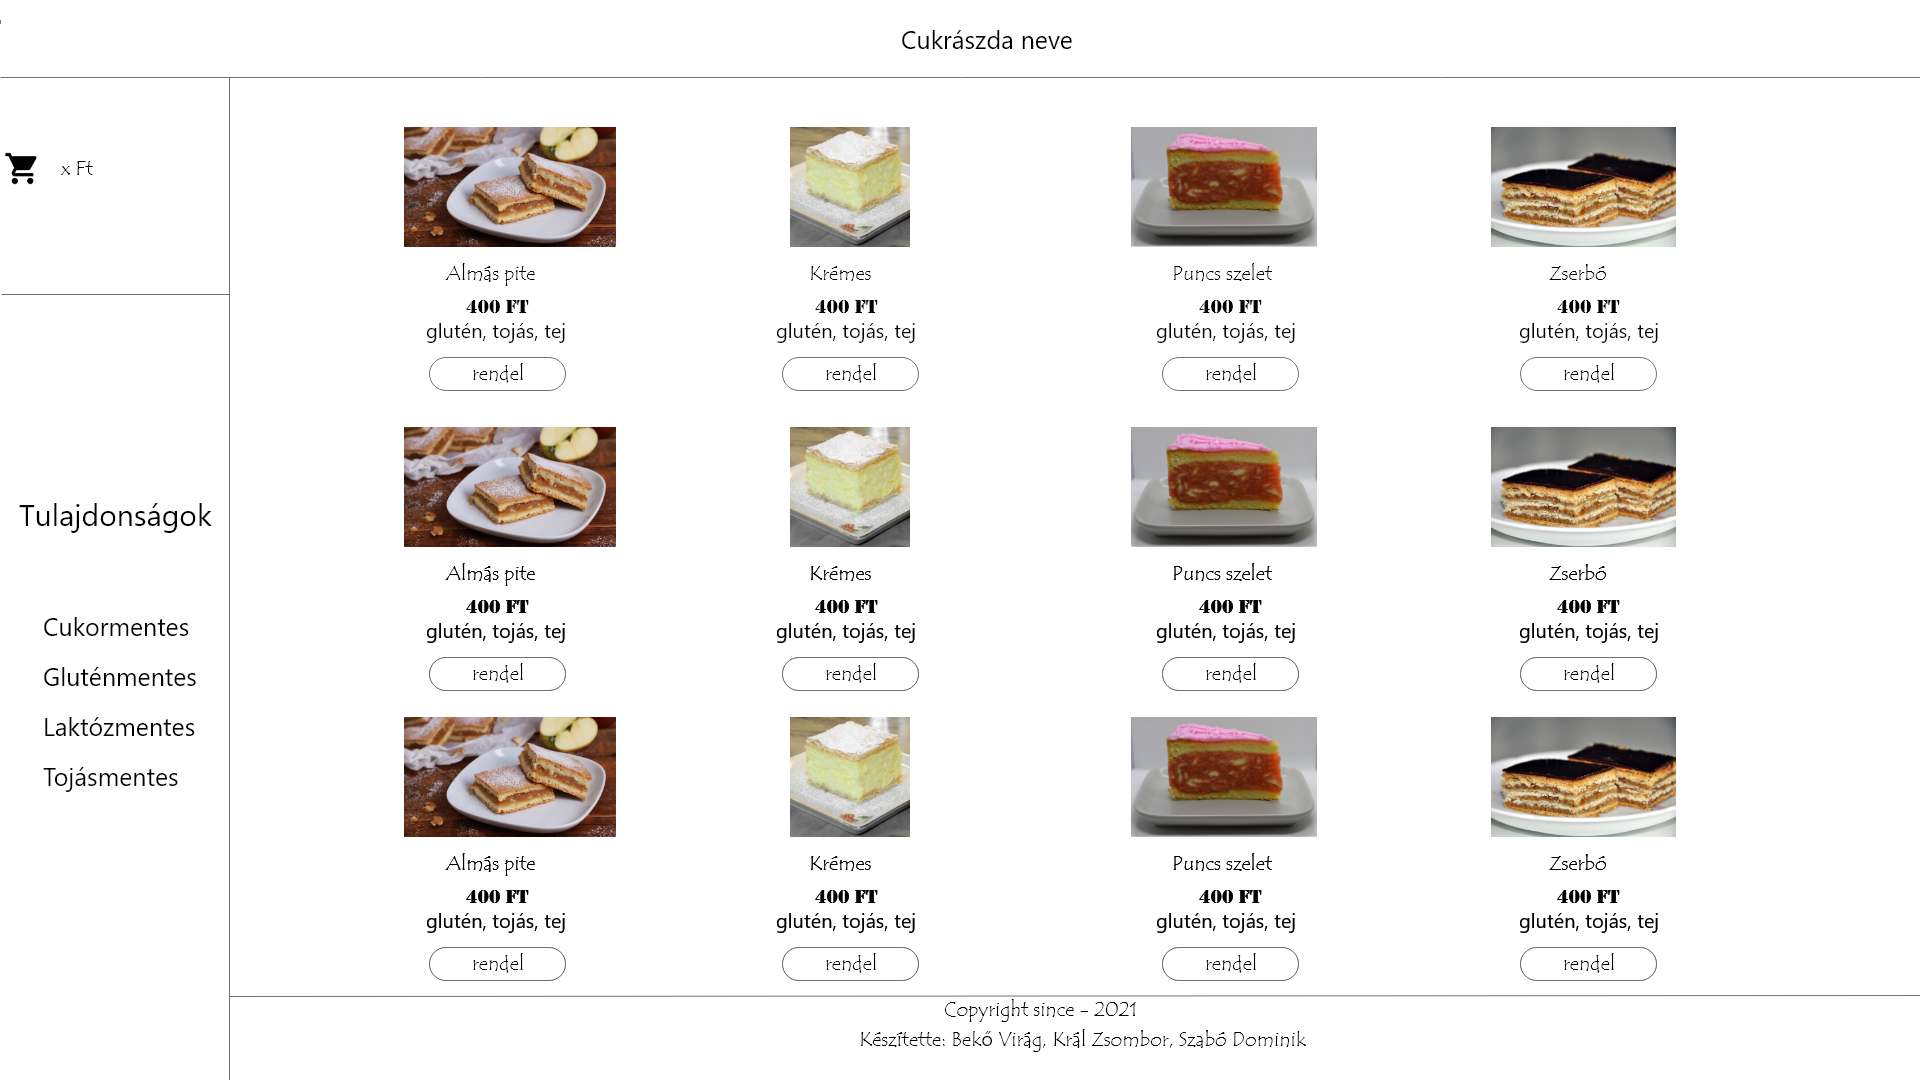 Cukrászda neve
x Ft
Tulajdonságok
Cukormentes
Gluténmentes
Laktózmentes
Tojásmentes
Almás pite
400 FT
glutén, tojás, tej
rendel
Krémes
400 FT
glutén, tojás, tej
rendel
Puncs szelet
400 FT
glutén, tojás, tej
rendel
Zserbó
400 FT
glutén, tojás, tej
rendel
Almás pite
400 FT
glutén, tojás, tej
rendel
Krémes
400 FT
glutén, tojás, tej
rendel
Puncs szelet
400 FT
glutén, tojás, tej
rendel
Zserbó
400 FT
glutén, tojás, tej
rendel
Almás pite
400 FT
glutén, tojás, tej
rendel
Krémes
400 FT
glutén, tojás, tej
rendel
Puncs szelet
400 FT
glutén, tojás, tej
rendel
Zserbó
400 FT
glutén, tojás, tej
rendel
Copyright since - 2021
Készítette: Bekő Virág, Král Zsombor, Szabó Dominik